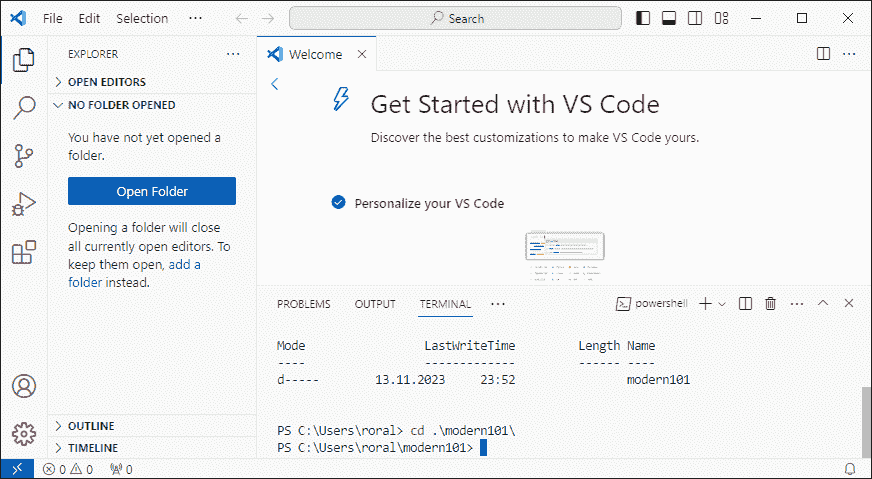 File Edit Selection ··· Search
EXPLORER ···
OPEN EDITORS
NO FOLDER OPENED
You have not yet opened a
folder.
Open Folder
Opening a folder will close
all currently open editors. To
keep them open, add a
folder instead.
OUTLINE
TIMELINE
Welcome
Get Started with VS Code
Discover the best customizations to make VS Code yours.
Personalize your VS Code
PROBLEMS OUTPUT TERMINAL ··· powershell ···
Mode LastWriteTime Length Name
---- ------------- ------ ----
d----- 13.11.2023 23:52 modern101
PS C:\Users\roral> cd .\modern101\
PS C:\Users\roral\modern101>
0 0 0